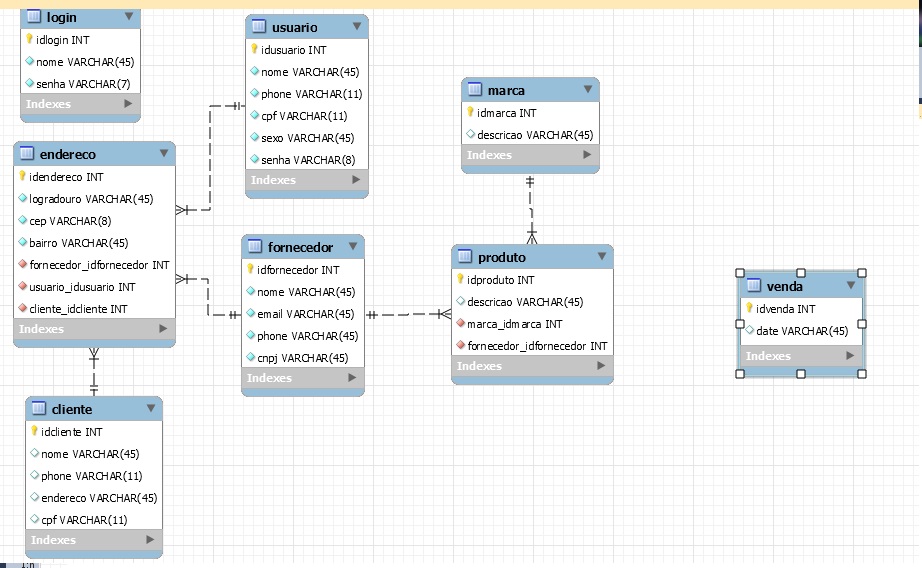 login
idlogin INT
nome VARCHAR(45)
senha VARCHAR(7)
Indexes
usuario
idusuario INT
nome VARCHAR(45)
phone VARCHAR(11)
cpf VARCHAR(11)
sexo VARCHAR(45)
senha VARCHAR(8)
Indexes
marca
idmarca INT
descricao VARCHAR(45)
Indexes
endereco
idendereco INT
logradouro VARCHAR(45)
cep VARCHAR(8)
bairro VARCHAR(45)
fornecedor_idfornecedor INT
usuario_idusuario INT
cliente_idcliente INT
Indexes
fornecedor
idfornecedor INT
nome VARCHAR(45)
email VARCHAR(45)
phone VARCHAR(45)
cnpj VARCHAR(45)
Indexes
produto
idproduto INT
descricao VARCHAR(45)
marca_idmarca INT
fornecedor_idfornecedor INT
Indexes
venda
idvenda INT
date VARCHAR(45)
Indexes
cliente
idcliente INT
nome VARCHAR(45)
phone VARCHAR(11)
endereco VARCHAR(45)
cpf VARCHAR(11)
Indexes
1:n